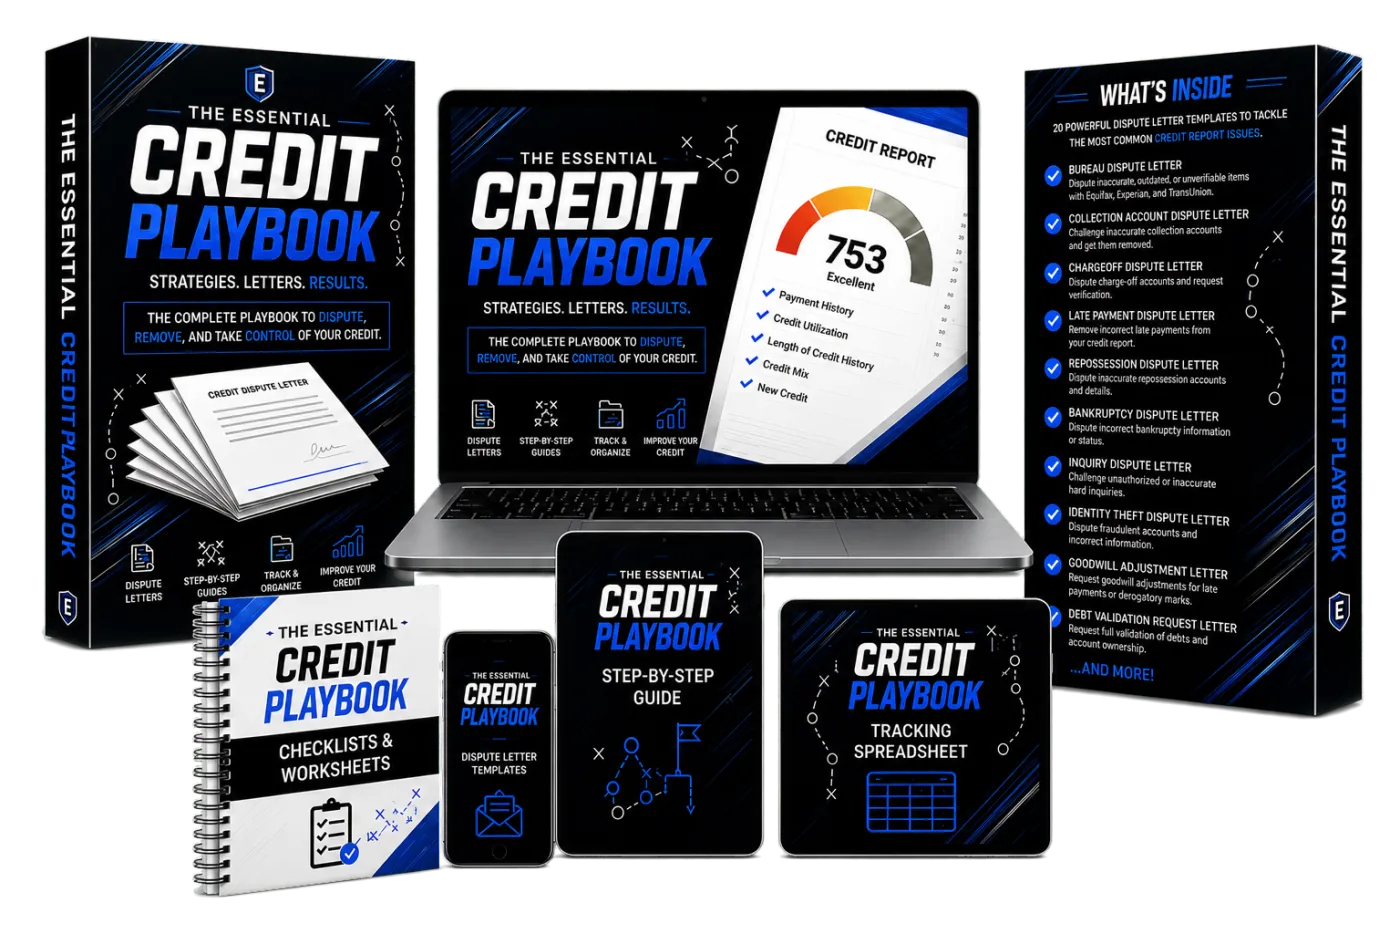 THE ESSENTIAL CREDIT PLAYBOOK
E
E
THE ESSENTIAL
CREDIT
PLAYBOOK
STRATEGIES. LETTERS. RESULTS.
THE COMPLETE PLAYBOOK TO DISPUTE,
REMOVE, AND TAKE CONTROL OF YOUR CREDIT.
CREDIT DISPUTE LETTER
DISPUTE
LETTERS
STEP-BY-STEP
GUIDES
TRACK &
ORGANIZE
IMPROVE YOUR
CREDIT
THE ESSENTIAL
CREDIT
PLAYBOOK
STRATEGIES. LETTERS. RESULTS.
THE COMPLETE PLAYBOOK TO DISPUTE,
REMOVE, AND TAKE CONTROL OF YOUR CREDIT.
DISPUTE
LETTERS
STEP-BY-STEP
GUIDES
TRACK &
ORGANIZE
IMPROVE YOUR
CREDIT
CREDIT REPORT
753
Excellent
Payment History
Credit Utilization
Length of Credit History
Credit Mix
New Credit
WHAT'S INSIDE
20 POWERFUL DISPUTE LETTER TEMPLATES TO TACKLE
THE MOST COMMON CREDIT REPORT ISSUES.
BUREAU DISPUTE LETTER
Dispute inaccurate, outdated, or unverifiable items
with Equifax, Experian, and TransUnion.
COLLECTION ACCOUNT DISPUTE LETTER
Challenge inaccurate collection accounts
and get them removed.
CHARGEOFF DISPUTE LETTER
Dispute charge-off accounts and request
verification.
LATE PAYMENT DISPUTE LETTER
Remove incorrect late payments from
your credit report.
REPOSSESSION DISPUTE LETTER
Dispute inaccurate repossession accounts
and details.
BANKRUPTCY DISPUTE LETTER
Dispute incorrect bankruptcy information
or status.
INQUIRY DISPUTE LETTER
Challenge unauthorized or inaccurate
hard inquiries.
IDENTITY THEFT DISPUTE LETTER
Dispute fraudulent accounts and
incorrect information.
GOODWILL ADJUSTMENT LETTER
Request goodwill adjustments for late
payments or derogatory marks.
DEBT VALIDATION REQUEST LETTER
Request full validation of debts and
account ownership.
...AND MORE!
THE ESSENTIAL CREDIT PLAYBOOK
E
THE ESSENTIAL
CREDIT
PLAYBOOK
CHECKLISTS &
WORKSHEETS
THE ESSENTIAL
CREDIT
PLAYBOOK
DISPUTE LETTER
TEMPLATES
THE ESSENTIAL
CREDIT
PLAYBOOK
STEP-BY-STEP
GUIDE
THE ESSENTIAL
CREDIT
PLAYBOOK
TRACKING
SPREADSHEET